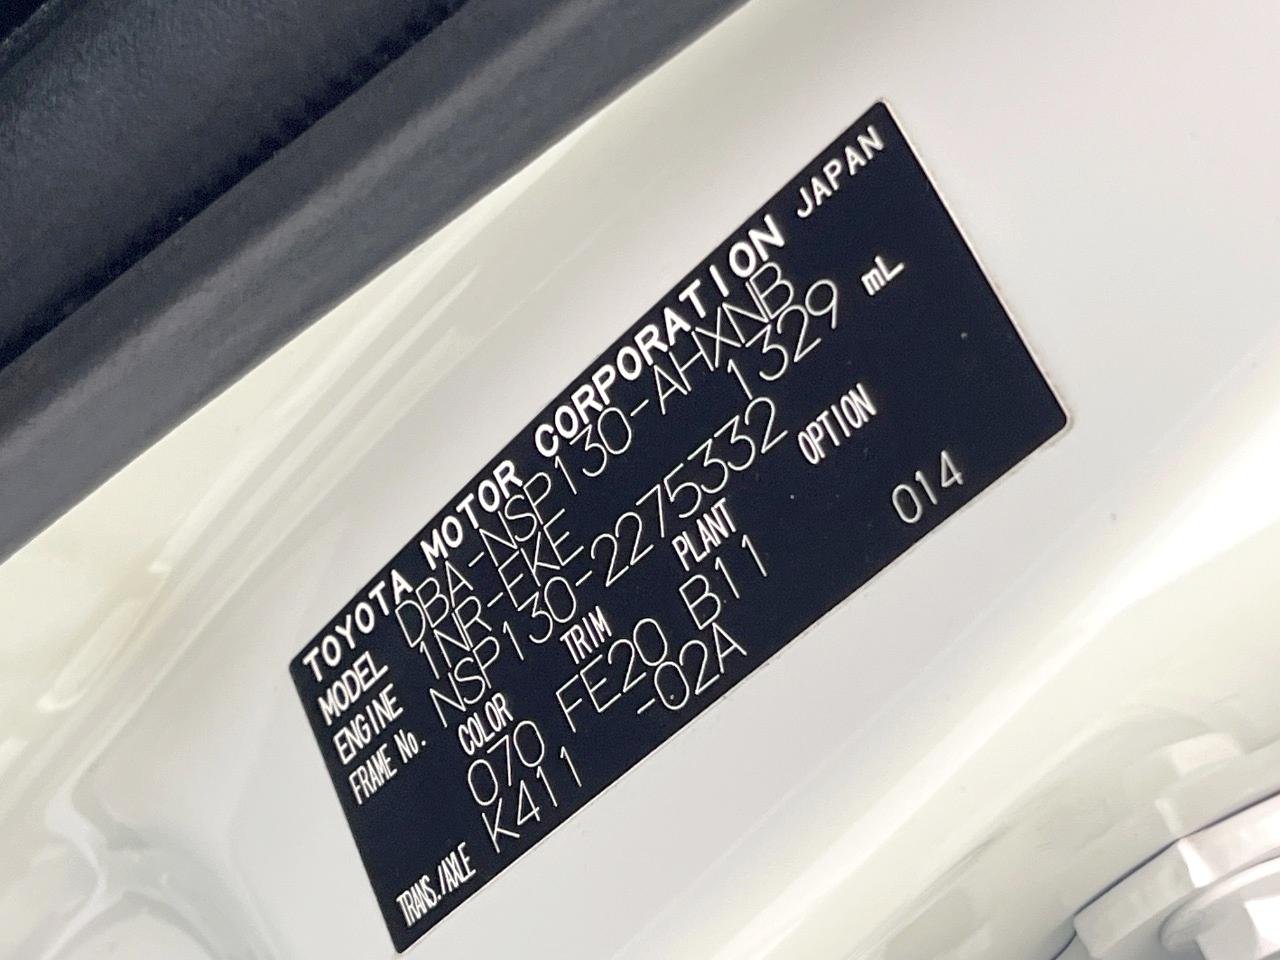 TOYOTA MOTOR CORPORATION JAPAN
MODEL DBA-NSP130-AHXNB
ENGINE 1NR-EKE 1329 mL
FRAME No. NSP130-2275332
COLOR TRIM PLANT OPTION
070 FE20 B11 014
TRANS./AXLE K411 -02A